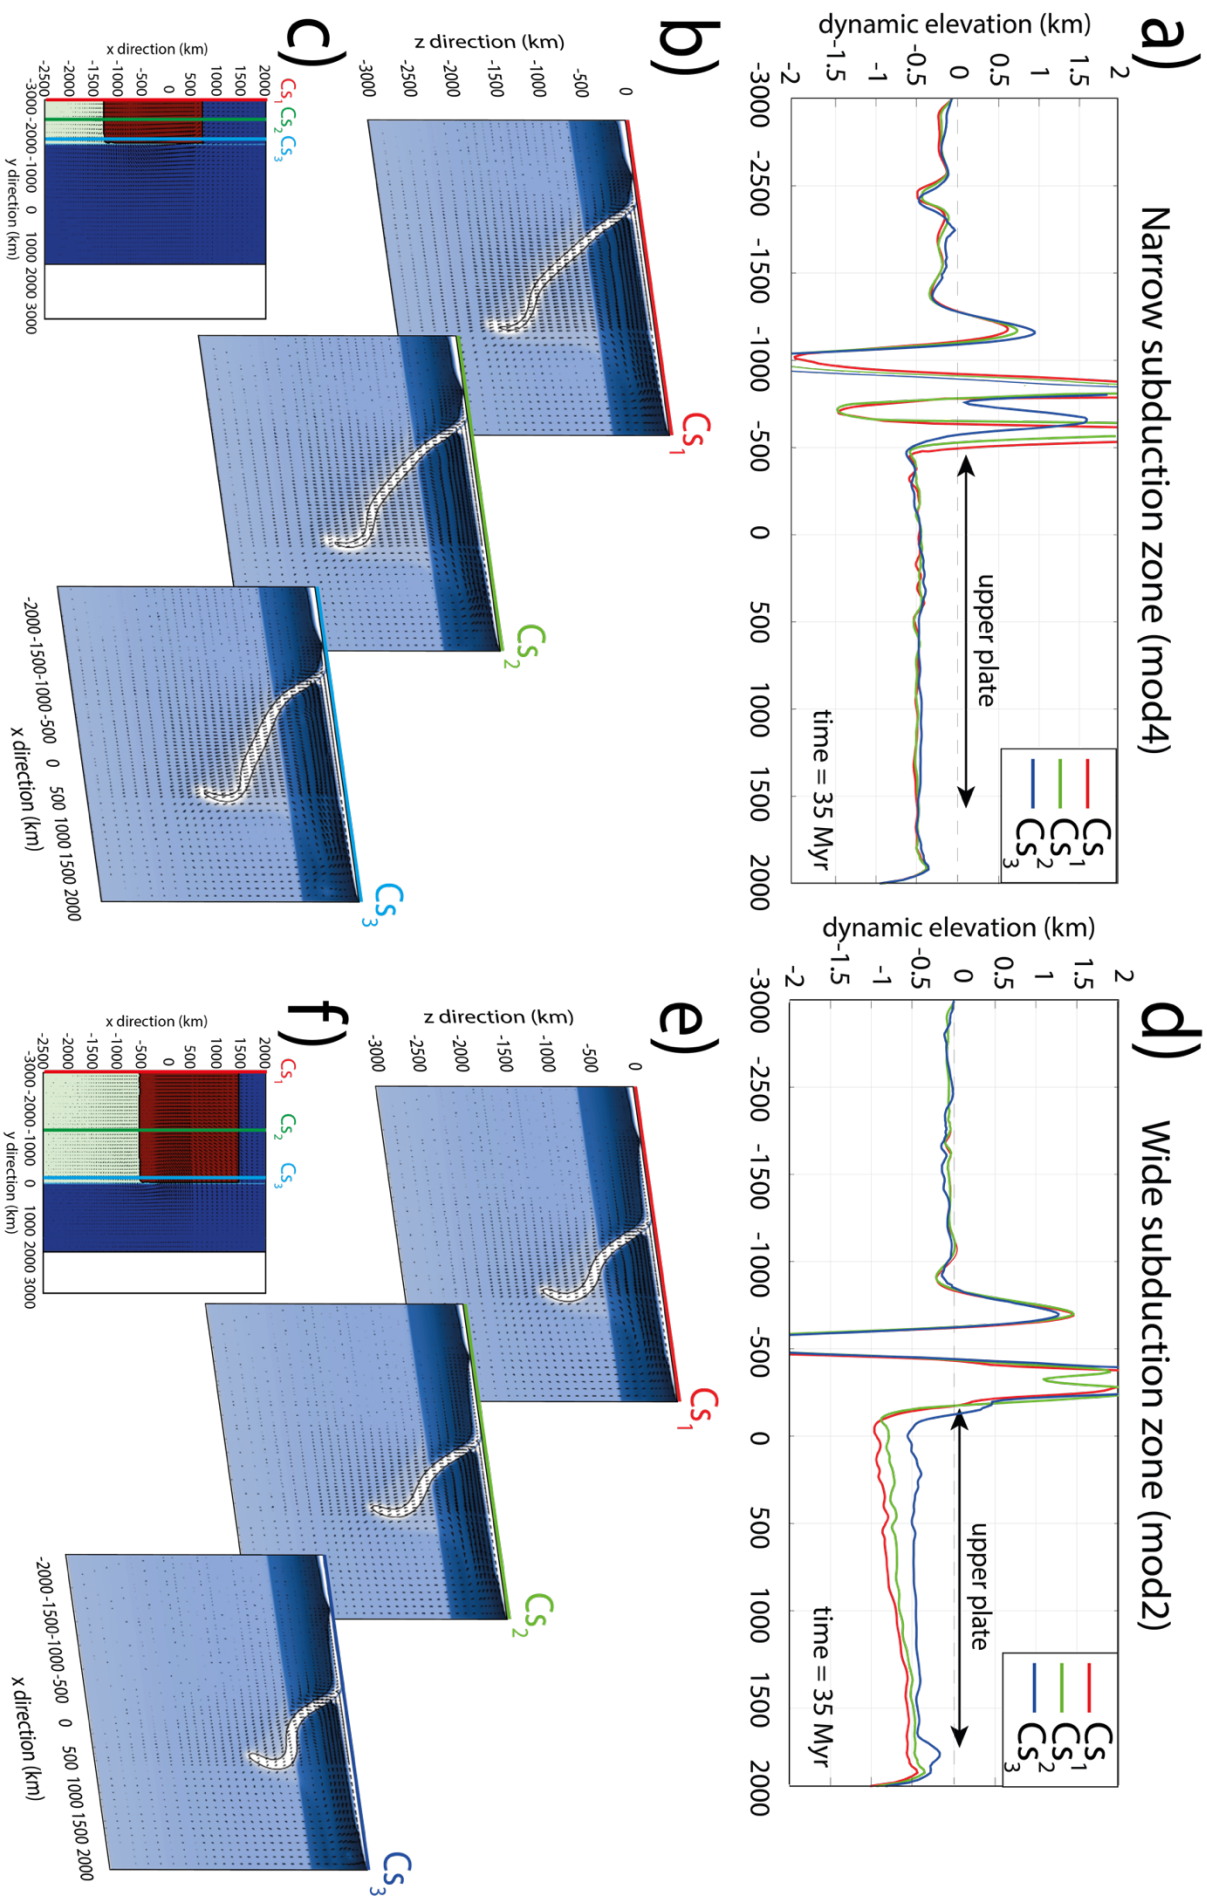 a)
Narrow subduction zone (mod4)
dynamic elevation (km)
2
1.5
1
0.5
0
-0.5
-1
-1.5
-2
Cs₁
Cs₂
Cs₃
upper plate
time = 35 Myr
-3000 -2500 -1500 -1000 -500 0 500 1000 1500 2000
b)
z direction (km)
0
-500
-1000
-1500
-2000
-2500
-3000
Cs₁
Cs₂
Cs₃
-2000-1500-1000-500 0 500 1000 1500 2000
x direction (km)
c)
Cs₁ Cs₂ Cs₃
x direction (km)
2000
1500
1000
500
0
-500
-1000
-1500
-2000
-2500
-3000 -2000 -1000 0 1000 2000 3000
y direction (km)
d)
Wide subduction zone (mod2)
dynamic elevation (km)
2
1.5
1
0.5
0
-0.5
-1
-1.5
-2
Cs₁
Cs₂
Cs₃
upper plate
time = 35 Myr
-3000 -2500 -1500 -1000 -500 0 500 1000 1500 2000
e)
z direction (km)
0
-500
-1000
-1500
-2000
-2500
-3000
Cs₁
Cs₂
Cs₃
-2000-1500-1000-500 0 500 1000 1500 2000
x direction (km)
f)
Cs₁ Cs₂ Cs₃
x direction (km)
2000
1500
1000
500
0
-500
-1000
-1500
-2000
-2500
-3000 -2000 -1000 0 1000 2000 3000
y direction (km)